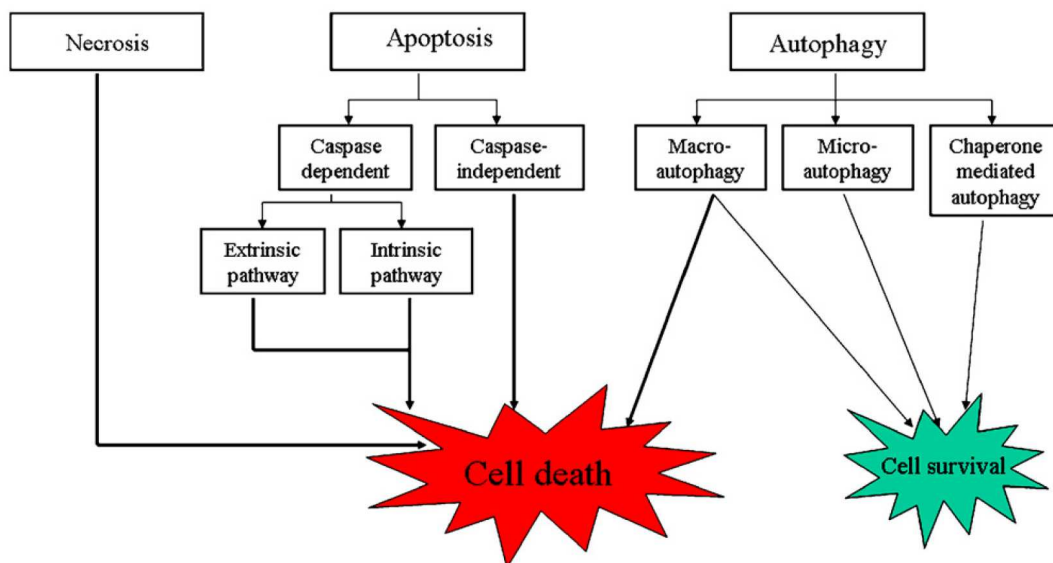 Necrosis
Apoptosis
Autophagy
Caspase
dependent
Caspase-
independent
Macro-
autophagy
Micro-
autophagy
Chaperone
mediated
autophagy
Extrinsic
pathway
Intrinsic
pathway
Cell death
Cell survival